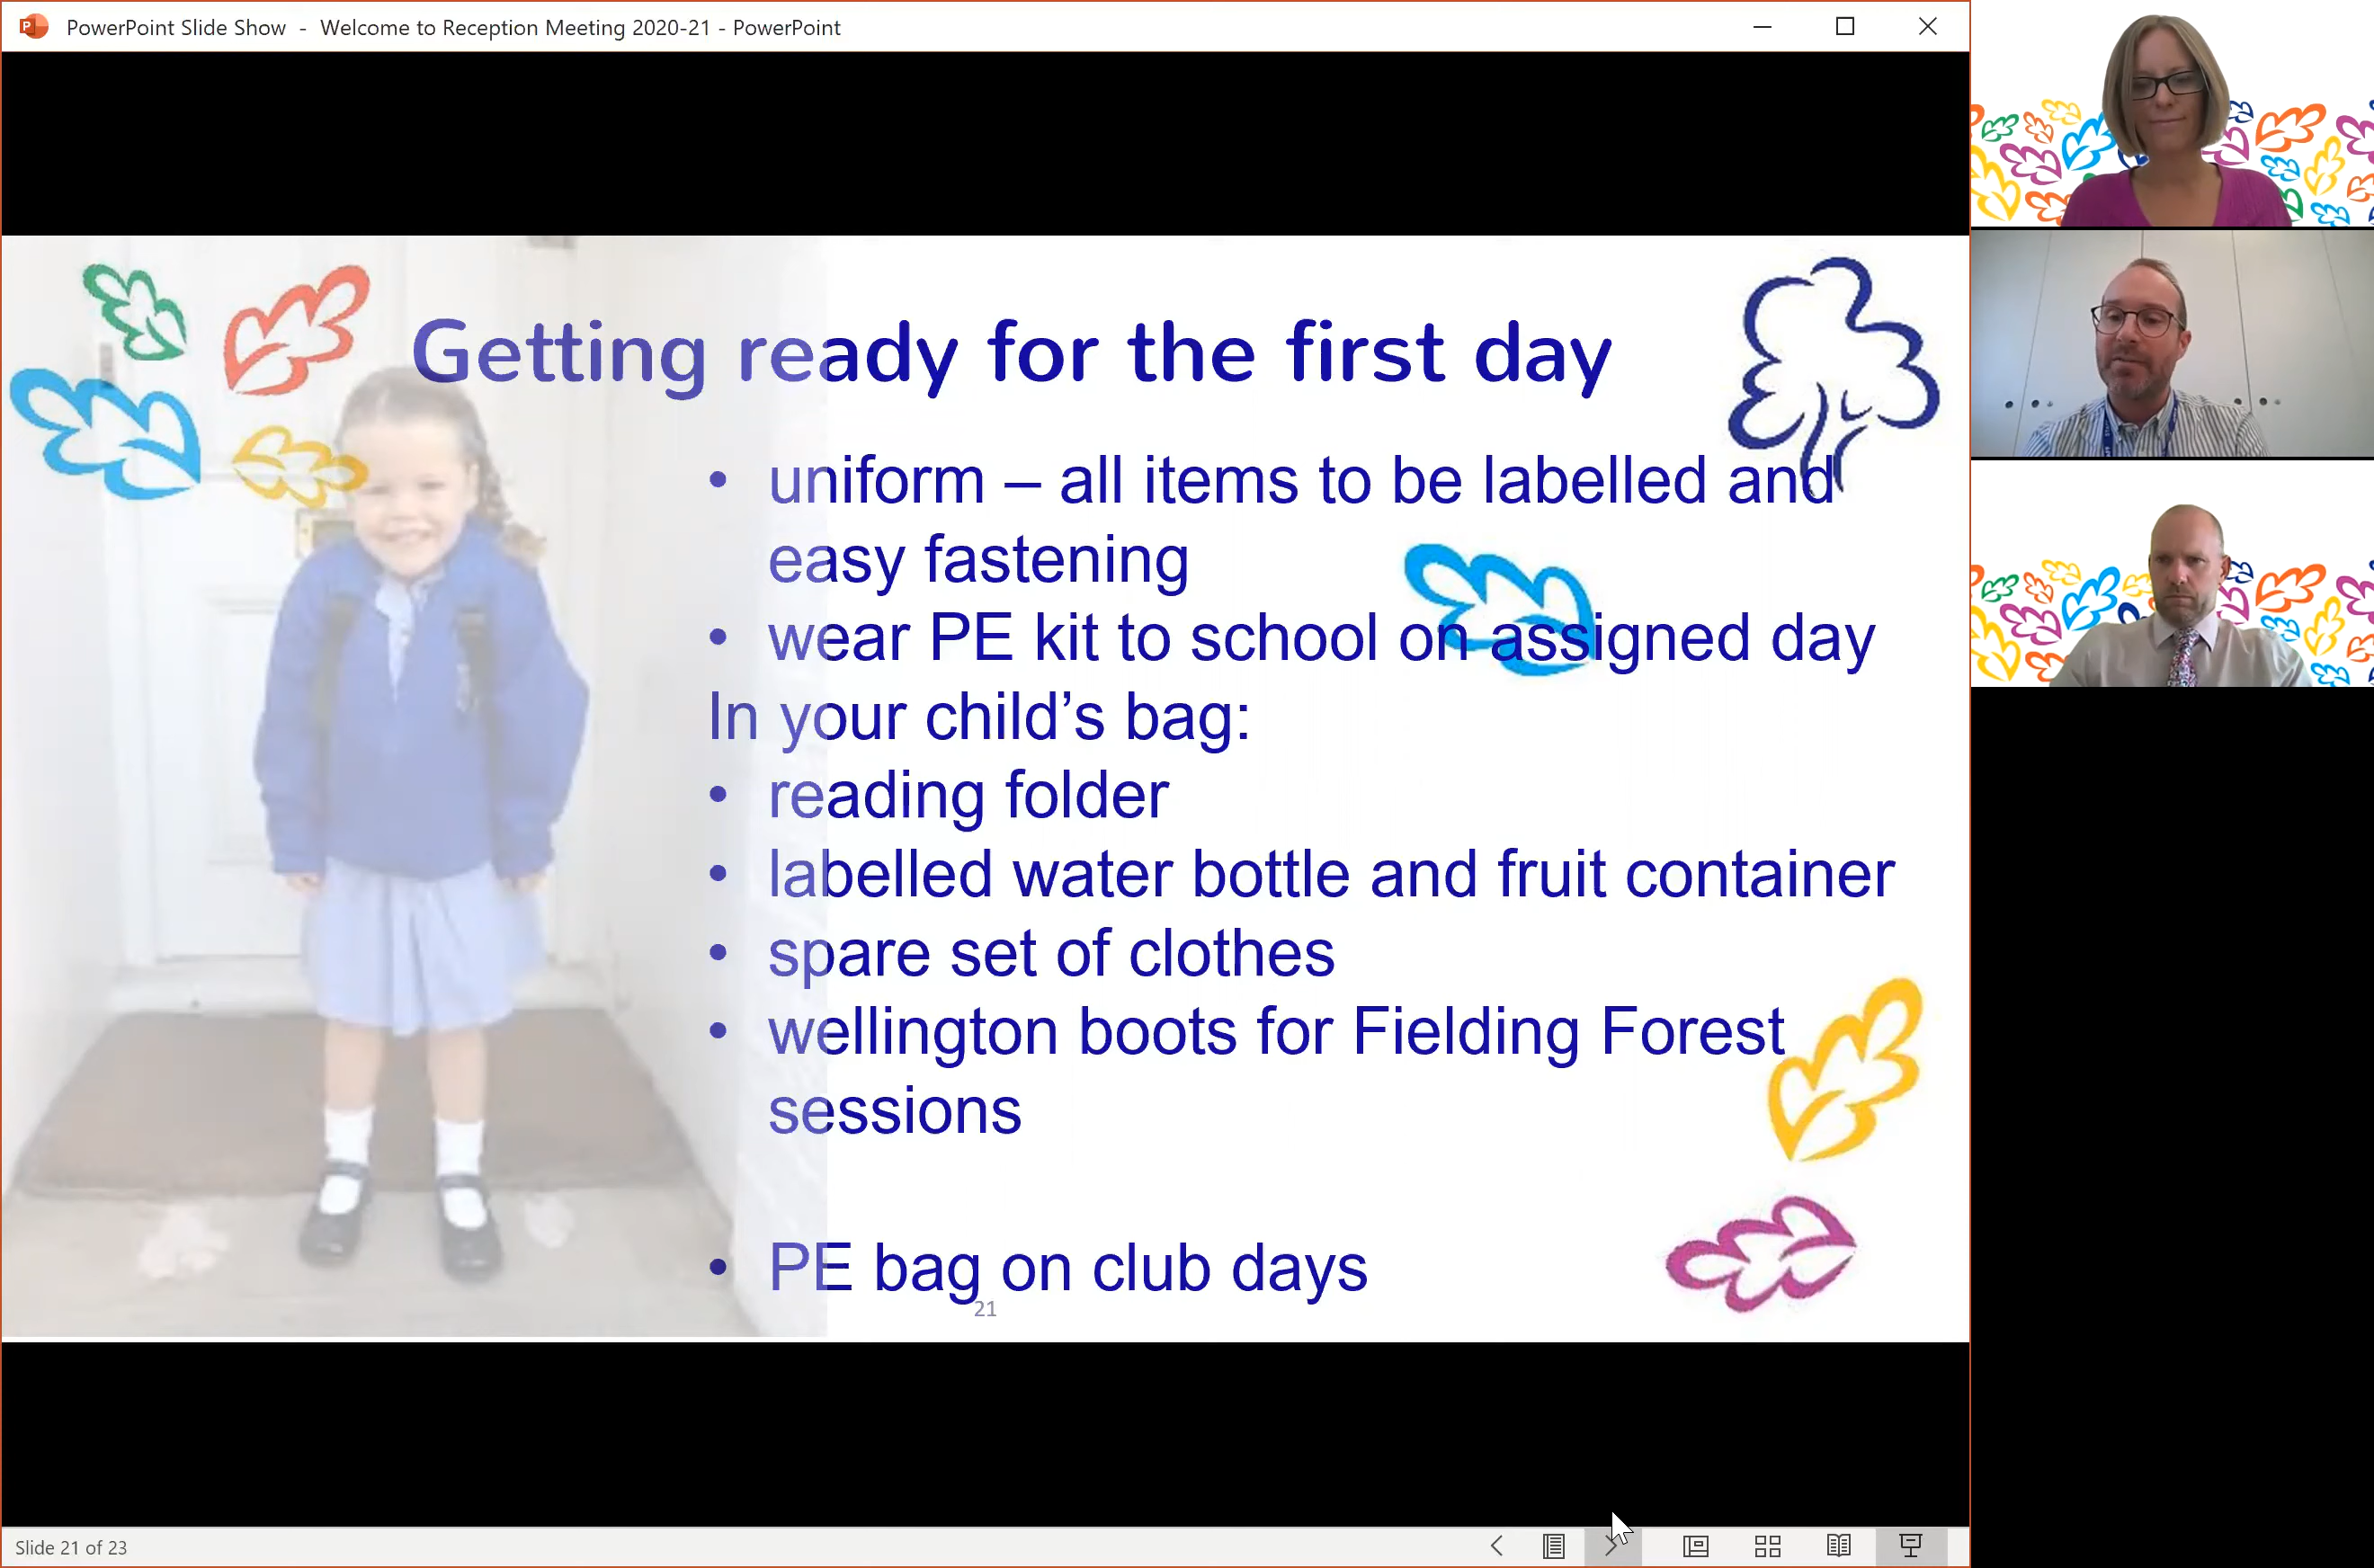 PowerPoint Slide Show - Welcome to Reception Meeting 2020-21 - PowerPoint
Getting ready for the first day
• uniform – all items to be labelled and
easy fastening
• wear PE kit to school on assigned day
In your child’s bag:
• reading folder
• labelled water bottle and fruit container
• spare set of clothes
• wellington boots for Fielding Forest
sessions
• PE bag on club days
21
Slide 21 of 23